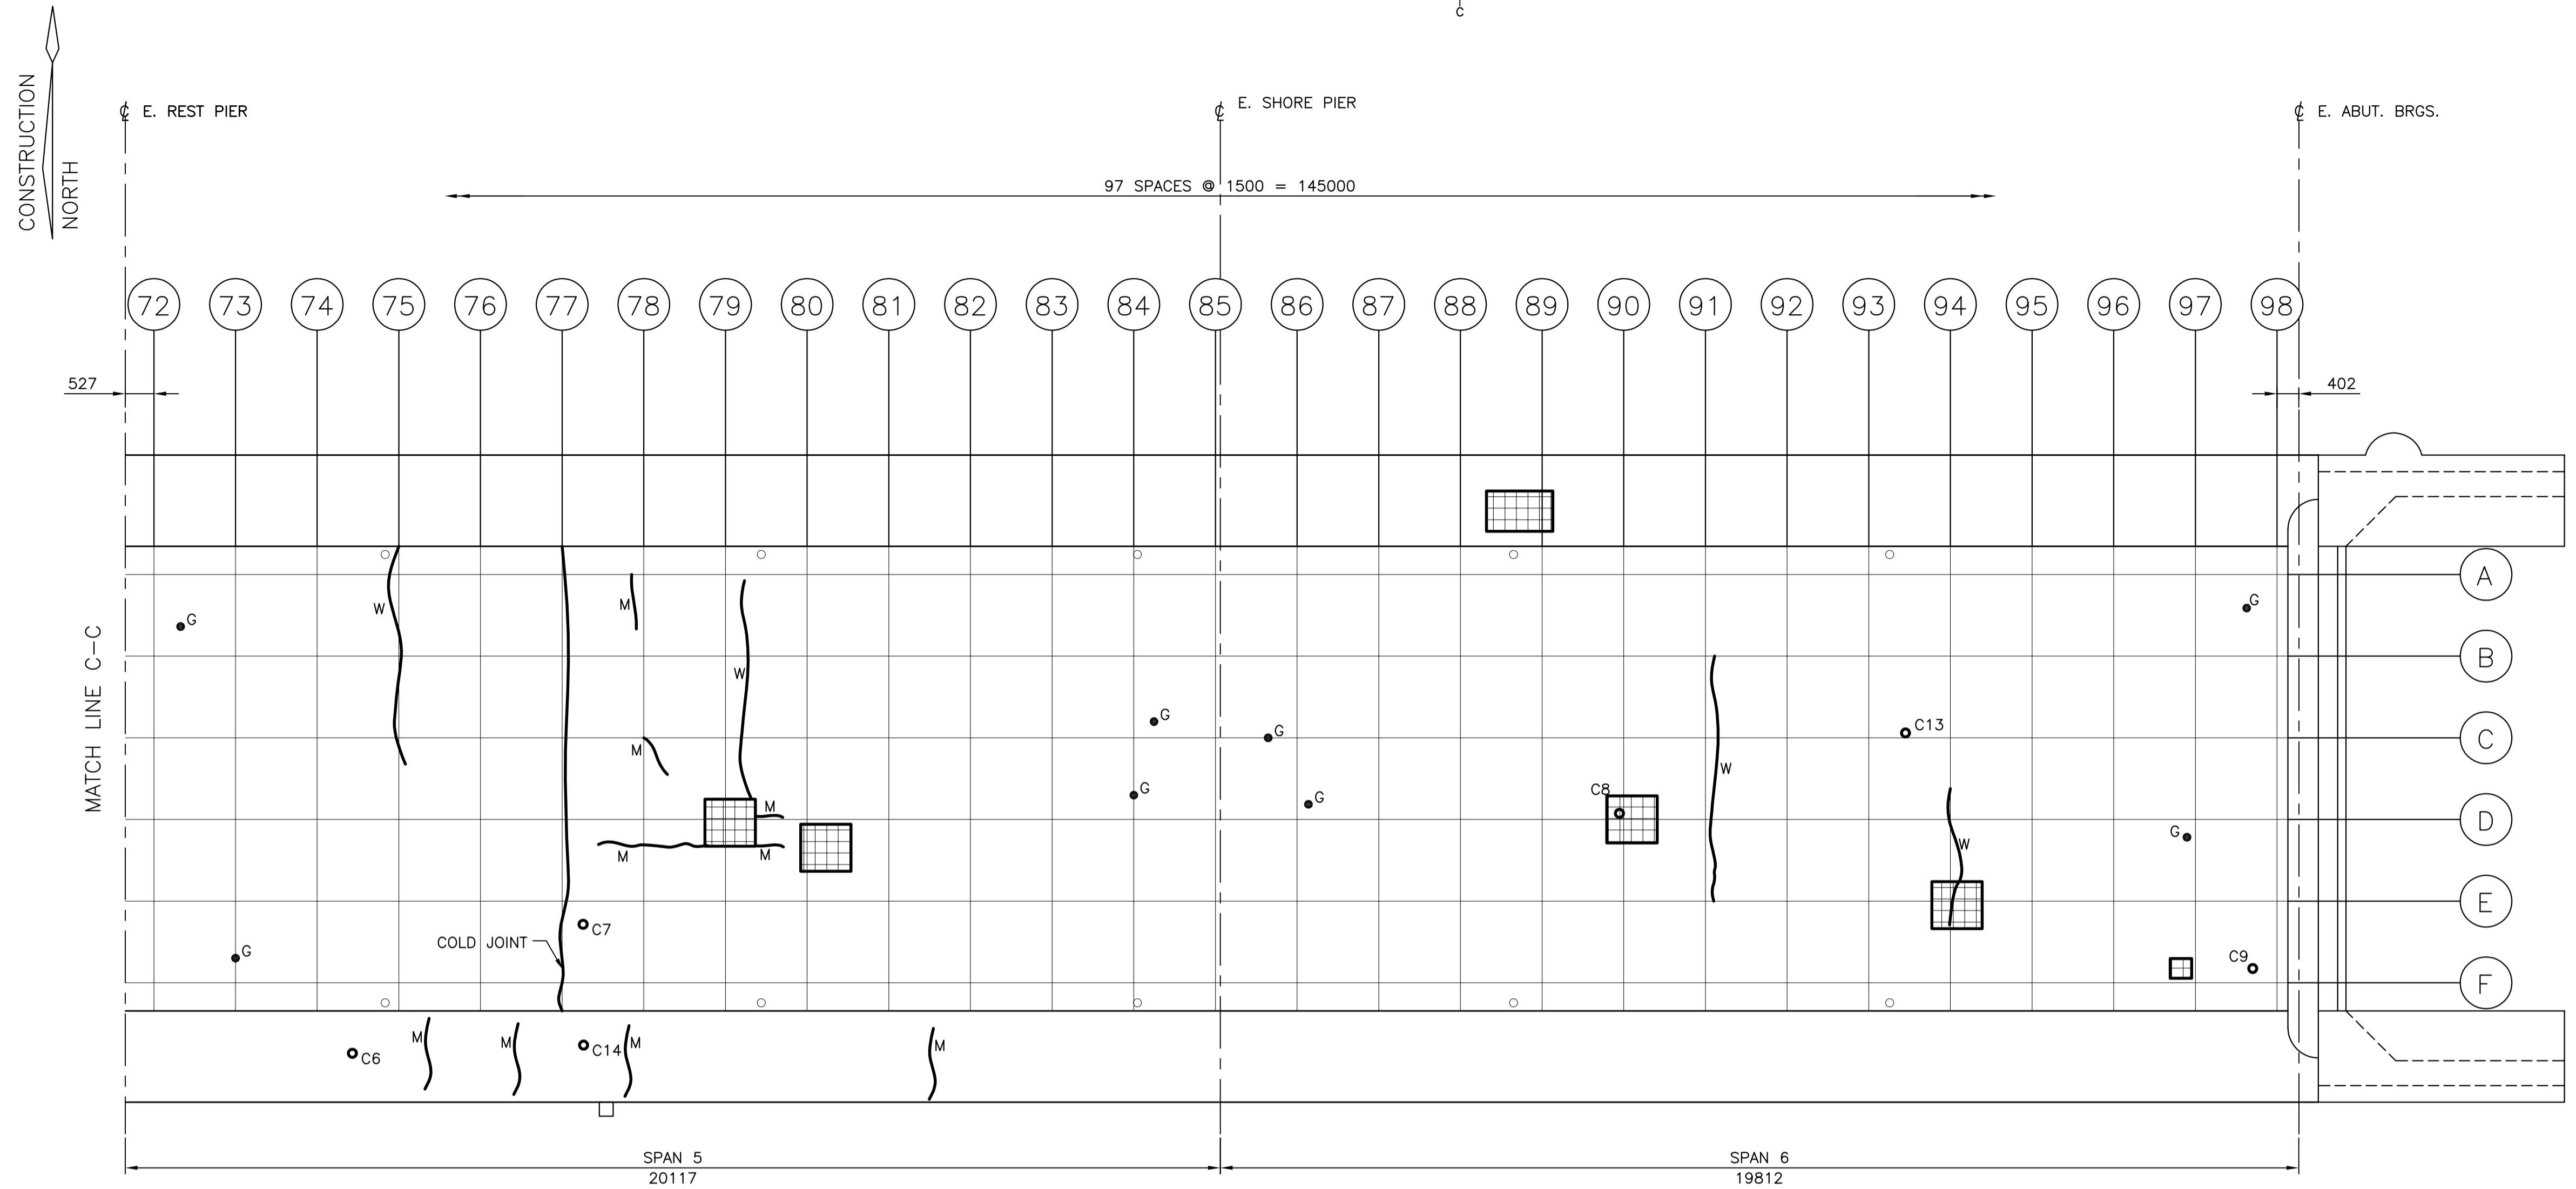 C
CONSTRUCTION
NORTH
℄ E. REST PIER
℄ E. SHORE PIER
℄ E. ABUT. BRGS.
97 SPACES @ 1500 = 145000
72 73 74 75 76 77 78 79 80 81 82 83 84 85 86 87 88 89 90 91 92 93 94 95 96 97 98
527
402
A
W
M
G
G
B
MATCH LINE C-C
W
G
G
C13
C
M
W
G
G
C8
M
D
G
M
M
W
E
C7
COLD JOINT
G
C9
F
M
M
C14
M
M
C6
SPAN 5
20117
SPAN 6
19812